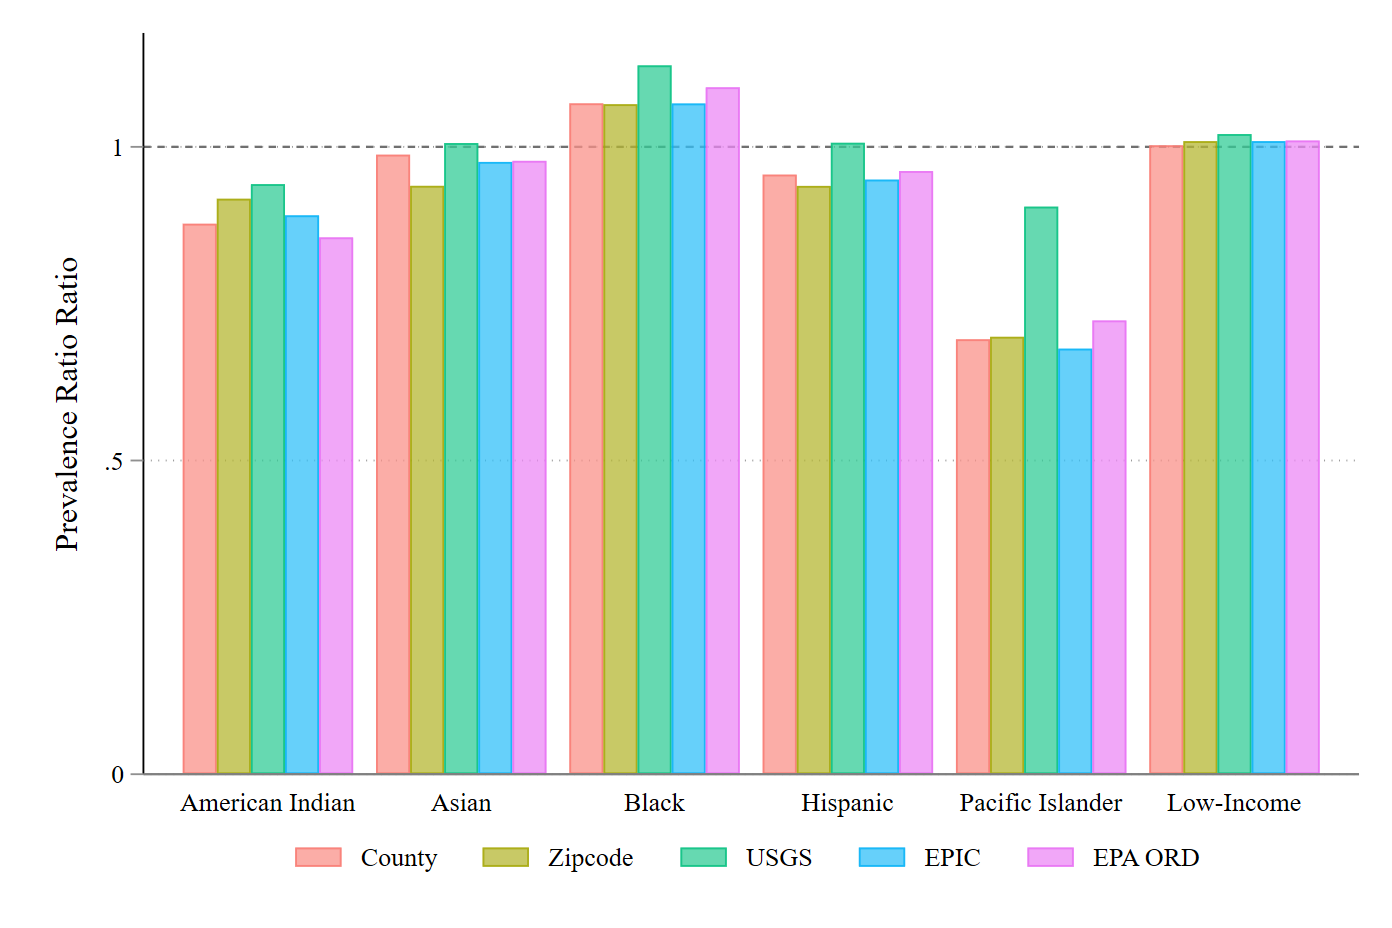 Prevalence Ratio Ratio
1
.5
0
American Indian Asian Black Hispanic Pacific Islander Low-Income
County Zipcode USGS EPIC EPA ORD